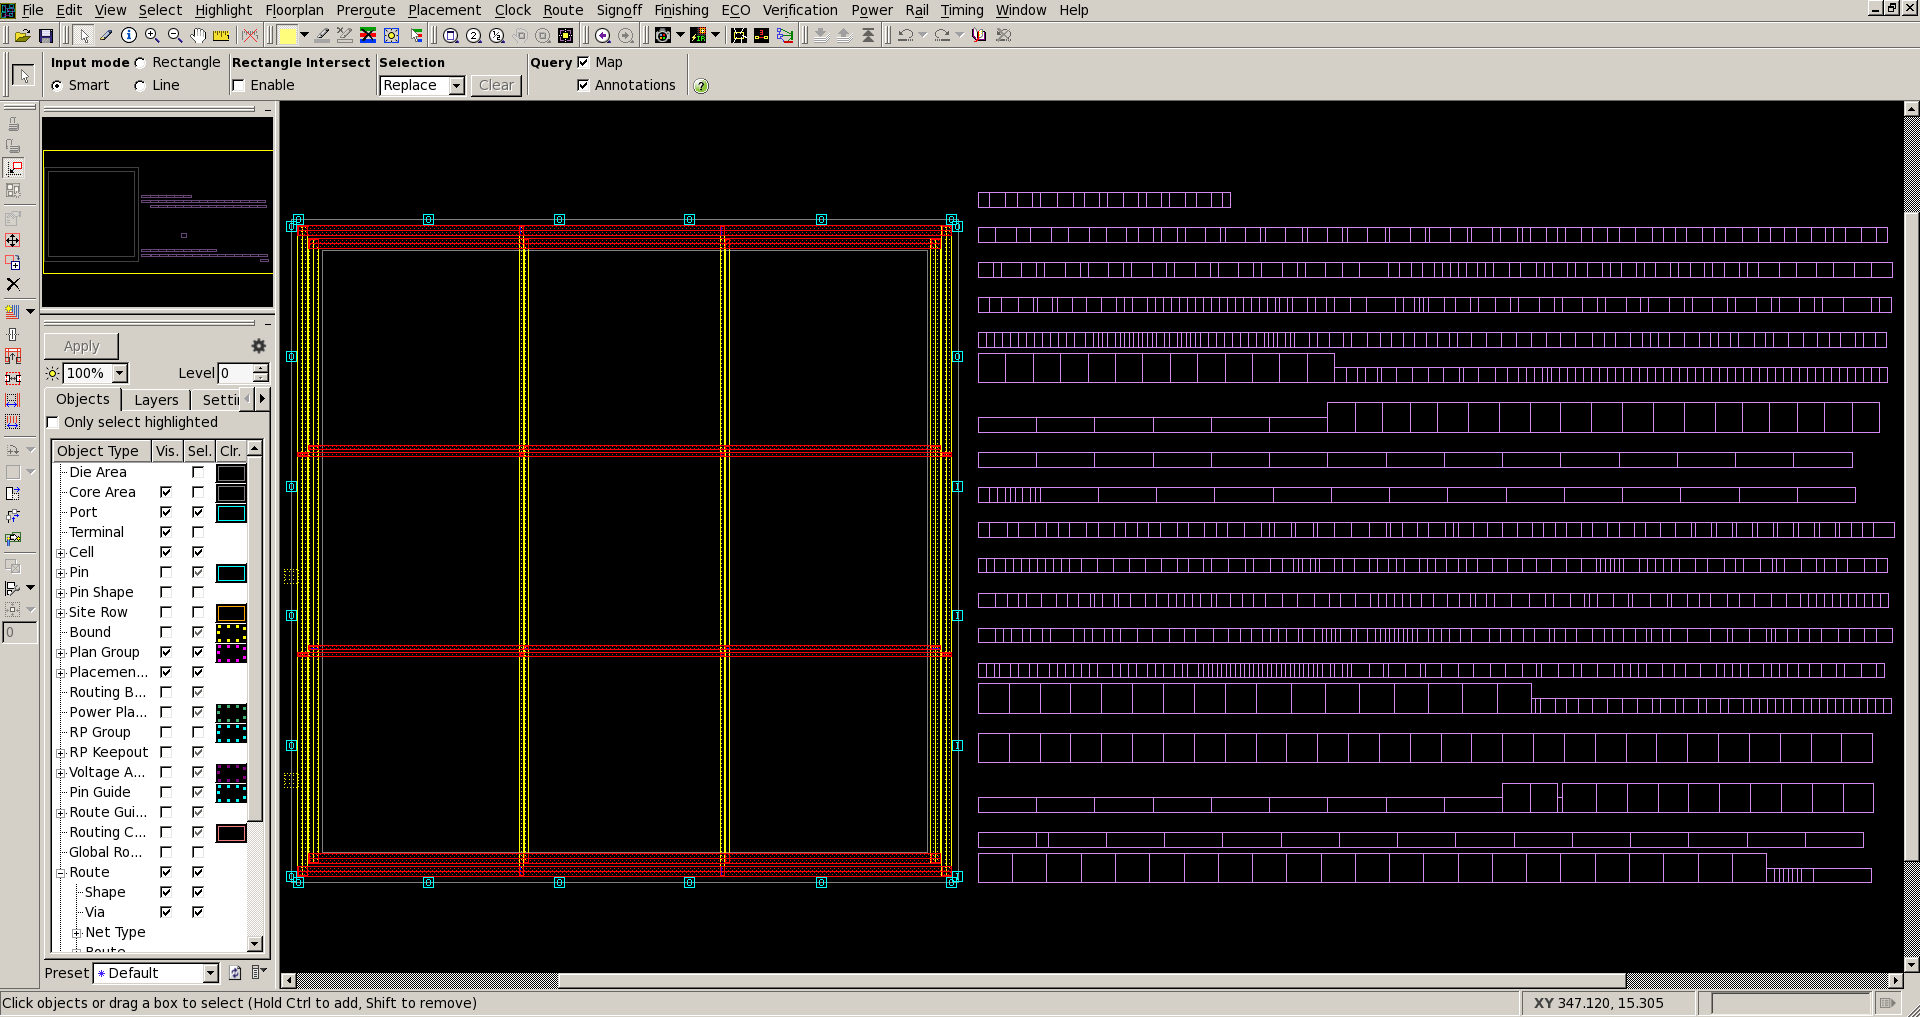 File Edit View Select Highlight Floorplan Preroute Placement Clock Route Signoff Finishing ECO Verification Power Rail Timing Window Help
Input mode Rectangle Rectangle Intersect Selection Query Map
Smart Line Enable Replace Clear Annotations
Apply
100% Level 0
Objects Layers Settin
Only select highlighted
Object Type Vis. Sel. Clr.
Die Area
Core Area
Port
Terminal
Cell
Pin
Pin Shape
Site Row
Bound
0
Plan Group
Placemen...
Routing B...
Power Pla...
RP Group
RP Keepout
Voltage A...
Pin Guide
Route Gui...
Routing C...
Global Ro...
Route
Shape
Via
Net Type
Route
Preset * Default
Click objects or drag a box to select (Hold Ctrl to add, Shift to remove) XY 347.120, 15.305